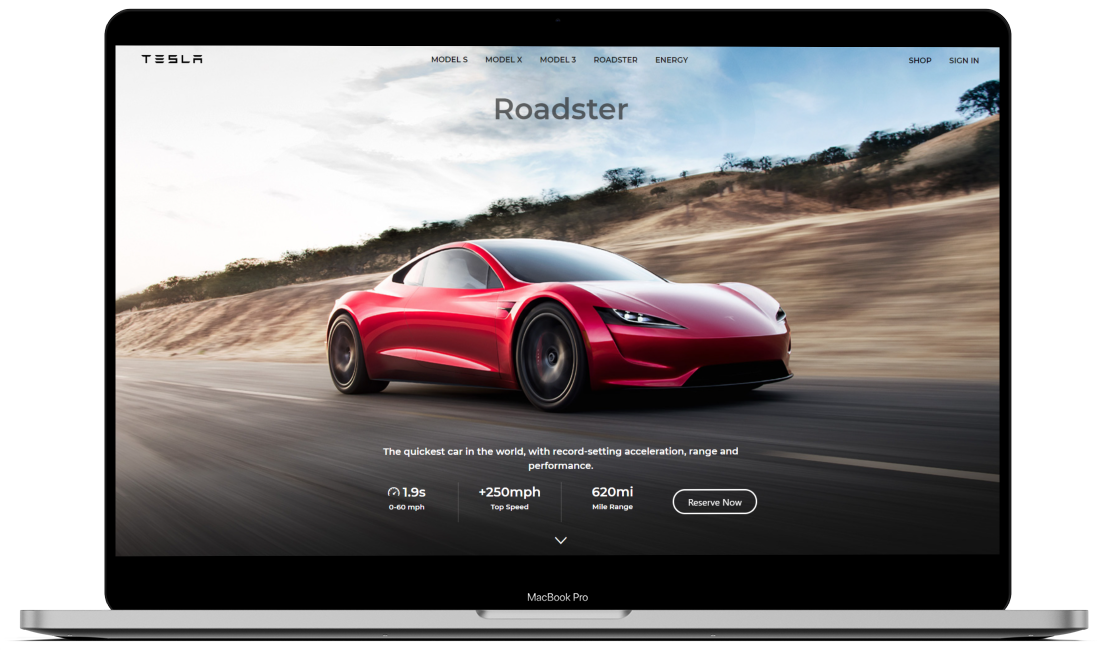 TESLA
MODEL S MODEL X MODEL 3 ROADSTER ENERGY
SHOP SIGN IN
Roadster
The quickest car in the world, with record-setting acceleration, range and
performance.
1.9s +250mph 620mi
0-60 mph Top Speed Mile Range
Reserve Now
MacBook Pro